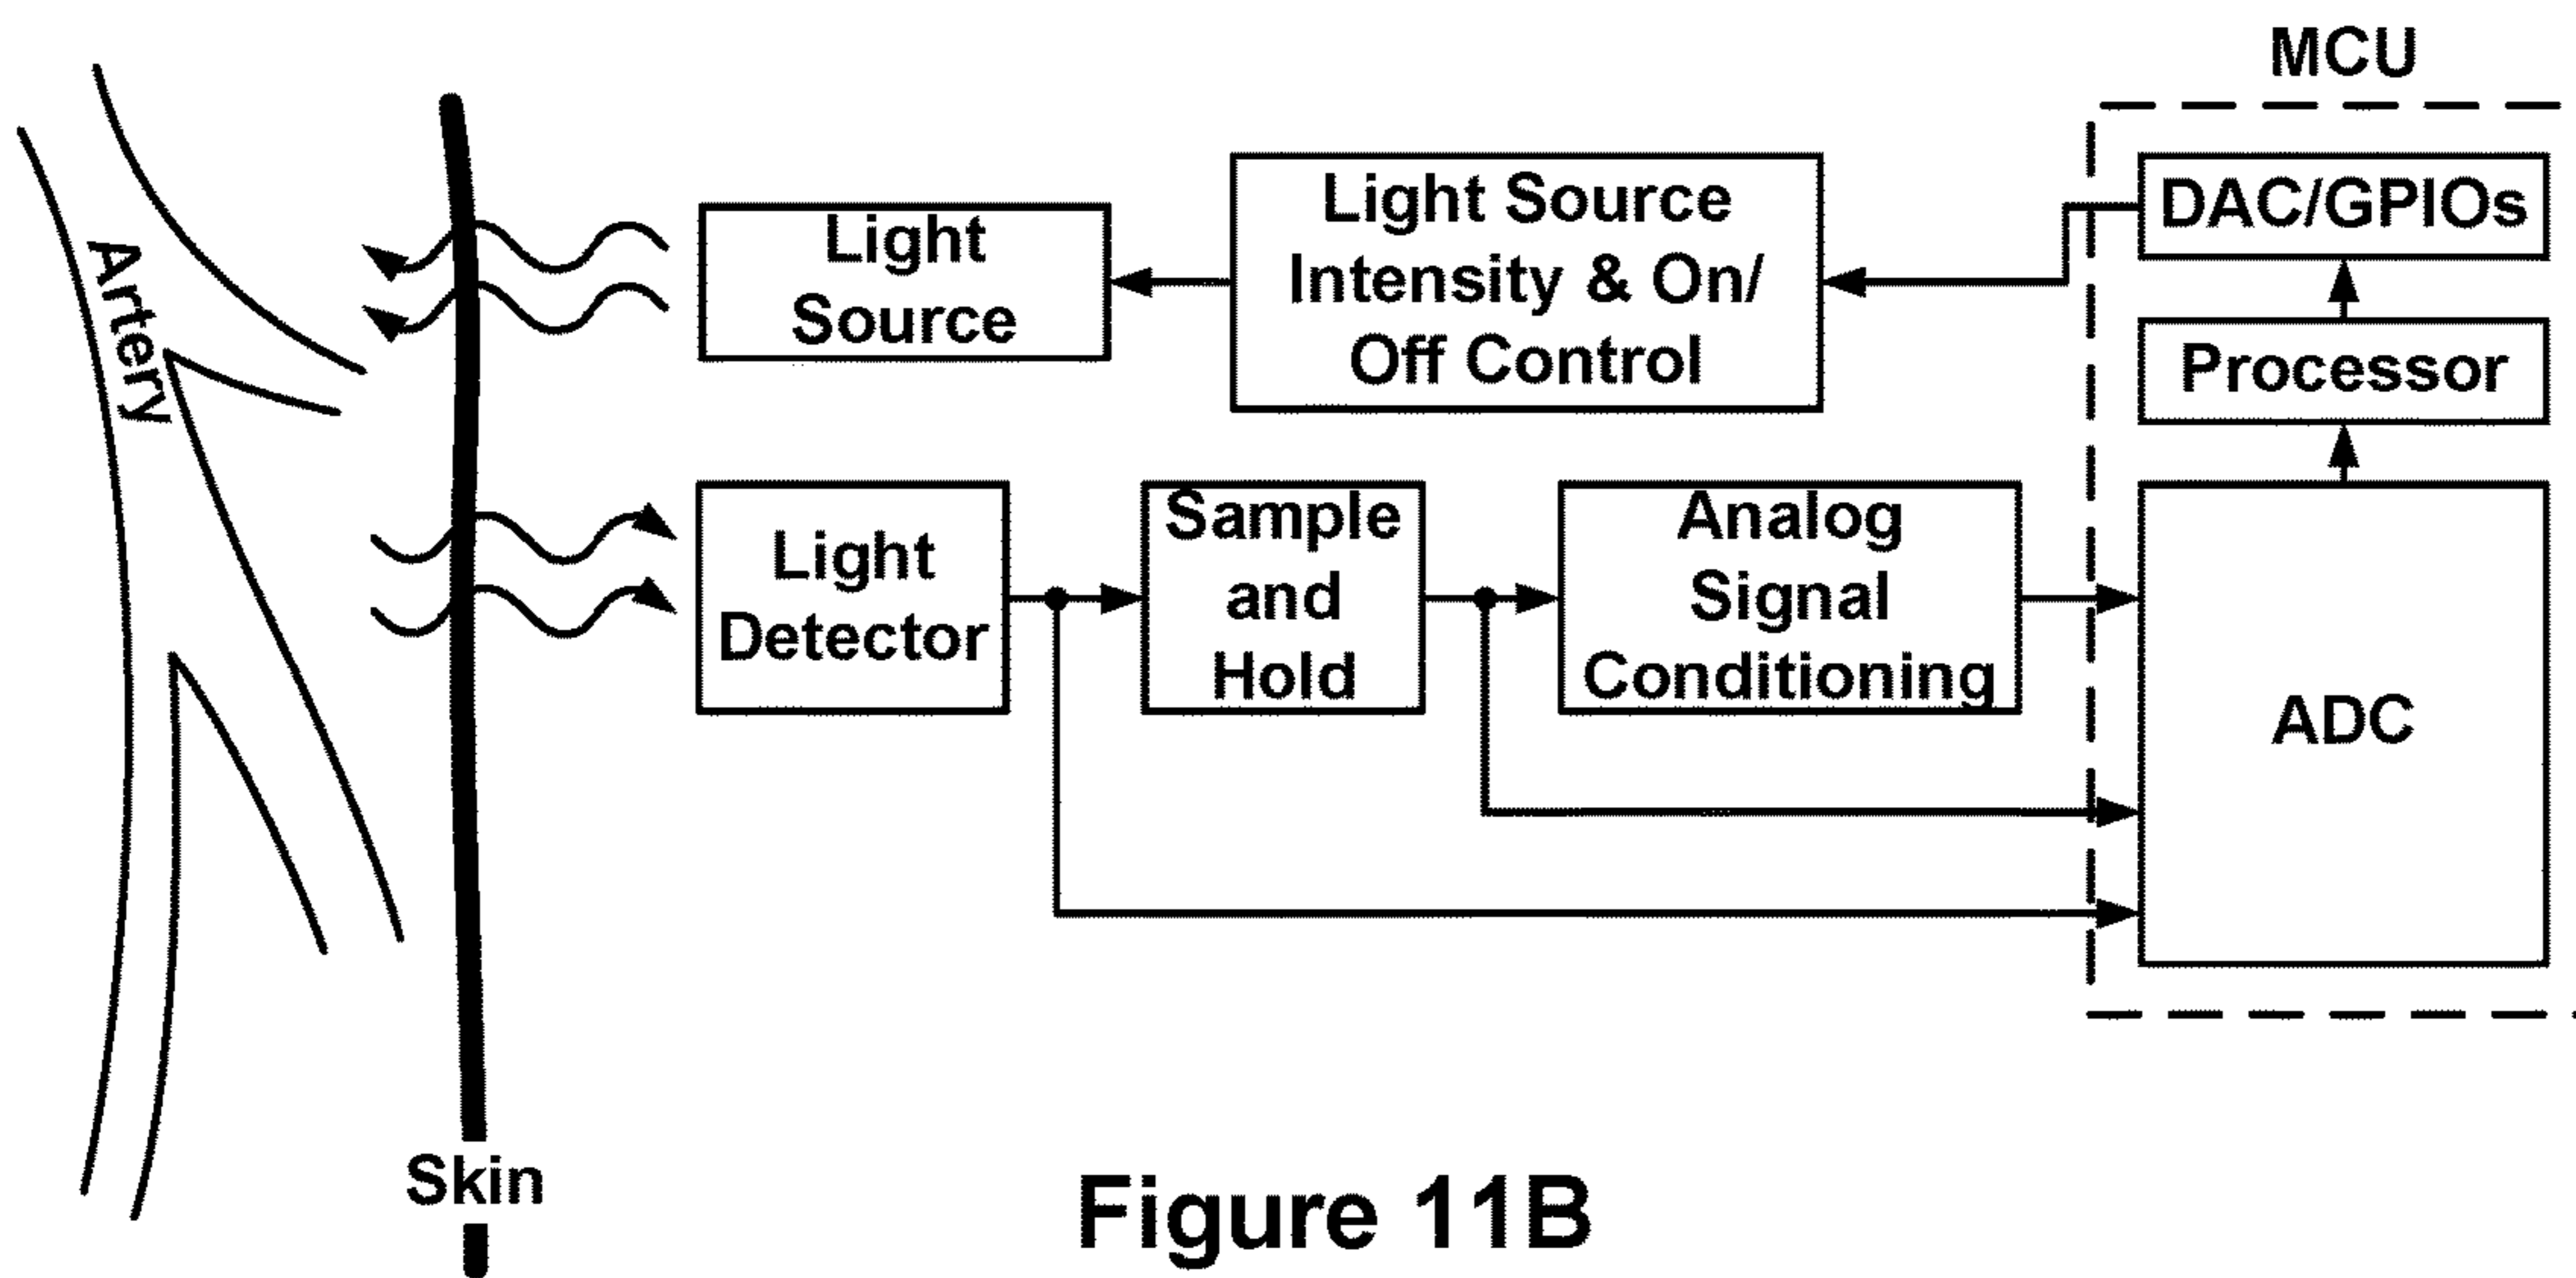 MCU
Artery
Light
Source
Light Source
Intensity & On/
Off Control
DAC/GPIOs
Processor
Light
Detector
Sample
and
Hold
Analog
Signal
Conditioning
ADC
Skin
Figure 11B